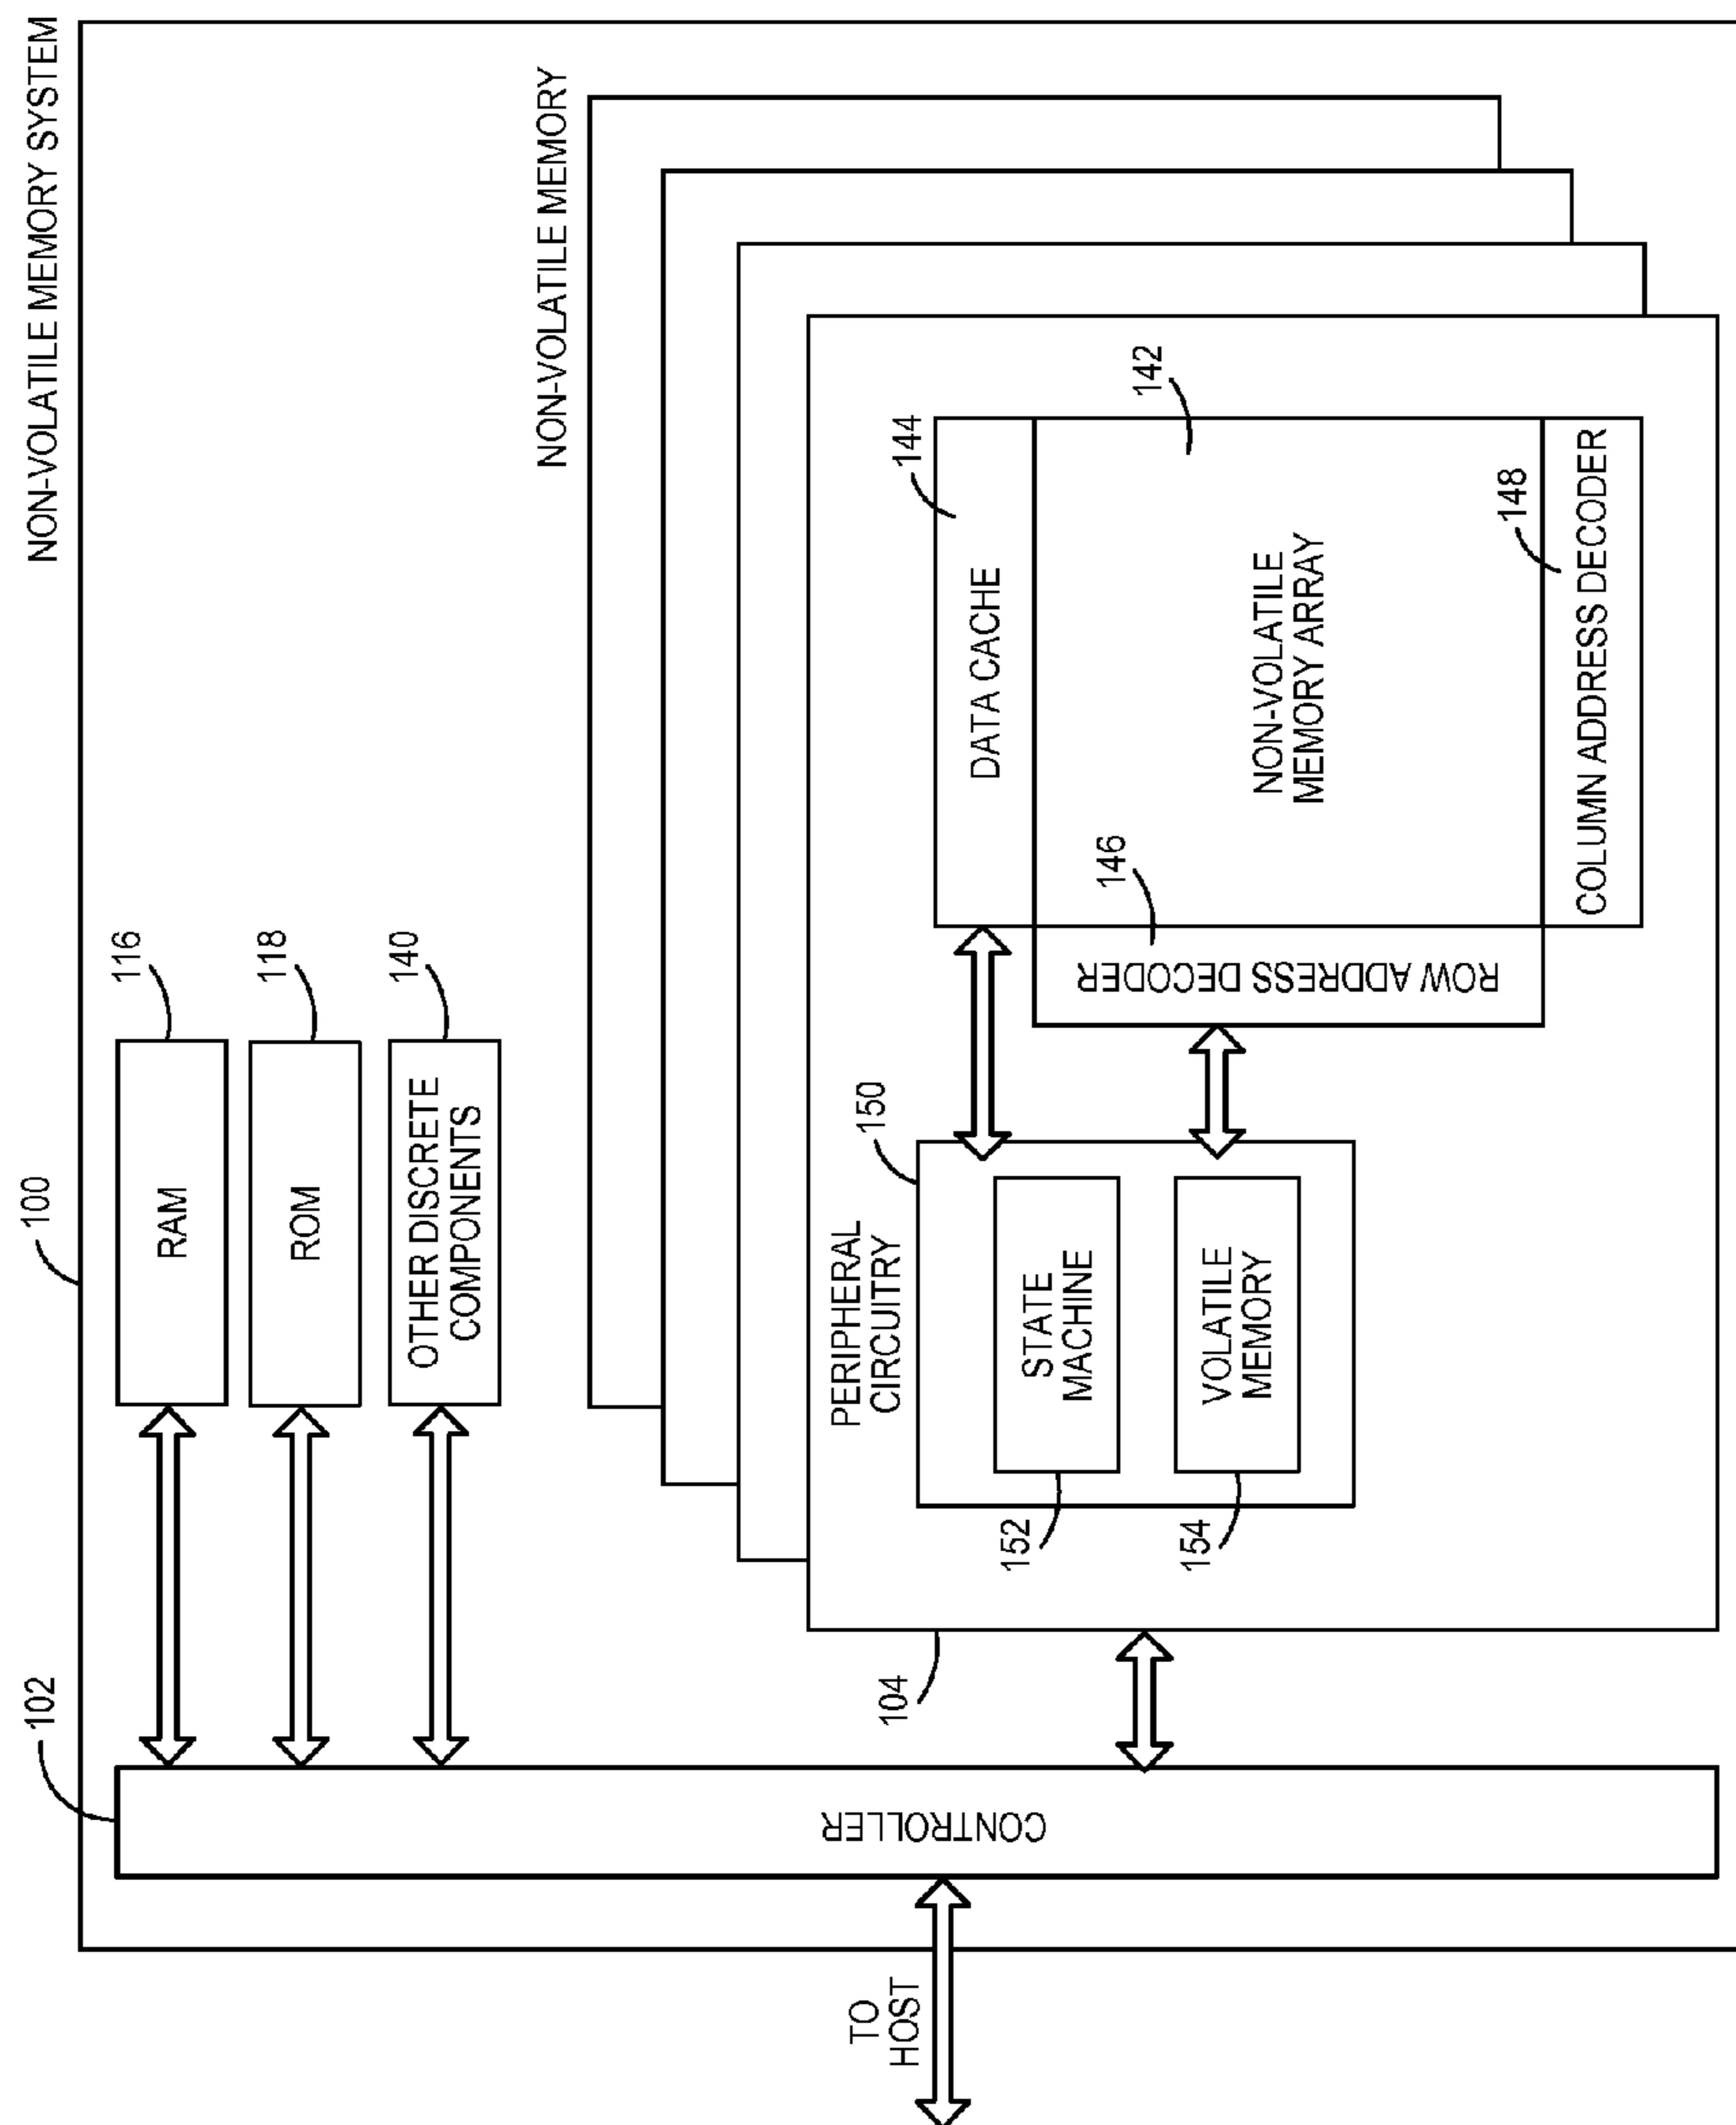 NON-VOLATILE MEMORY SYSTEM
100
102
116
RAM
118
ROM
140
OTHER DISCRETE
COMPONENTS
NON-VOLATILE MEMORY
TO
HOST
CONTROLLER
104
PERIPHERAL
CIRCUITRY
150
STATE
MACHINE
152
VOLATILE
MEMORY
154
144
DATA CACHE
142
NON-VOLATILE
MEMORY ARRAY
146
ROW ADDRESS DECODER
148
COLUMN ADDRESS DECODER